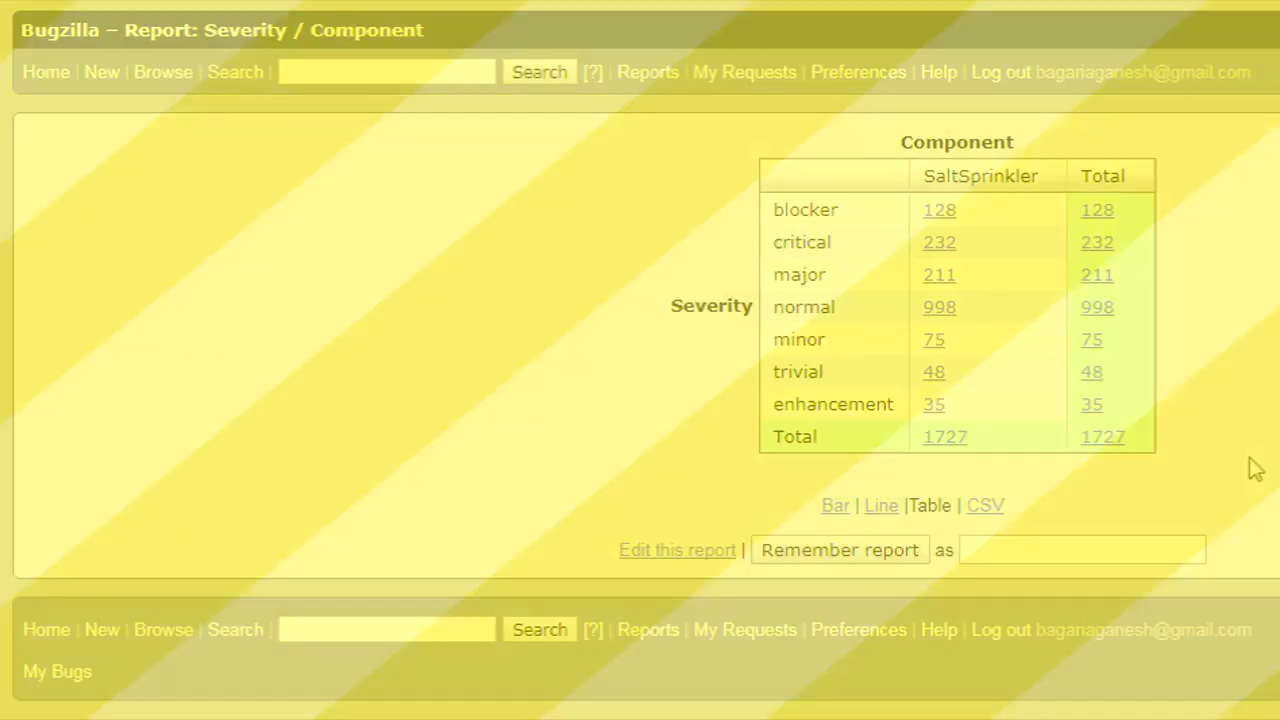 Bugzilla – Report: Severity / Component
Home | New | Browse | Search | Search [?] | Reports | My Requests | Preferences | Help | Log out bagariaganesh@gmail.com
Component
SaltSprinkler Total
blocker 128 128
critical 232 232
major 211 211
Severity normal 998 998
minor 75 75
trivial 48 48
enhancement 35 35
Total 1727 1727
Bar | Line |Table | CSV
Edit this report | Remember report as
Home | New | Browse | Search | Search [?] | Reports | My Requests | Preferences | Help | Log out bagariaganesh@gmail.com
My Bugs